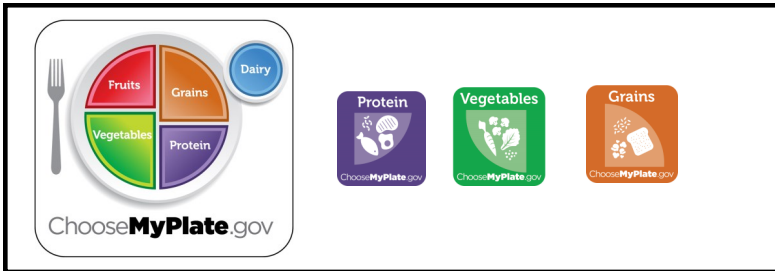 Fruits
Grains
Dairy
Vegetables
Protein
ChooseMyPlate.gov
Protein
ChooseMyPlate.gov
Vegetables
ChooseMyPlate.gov
Grains
ChooseMyPlate.gov